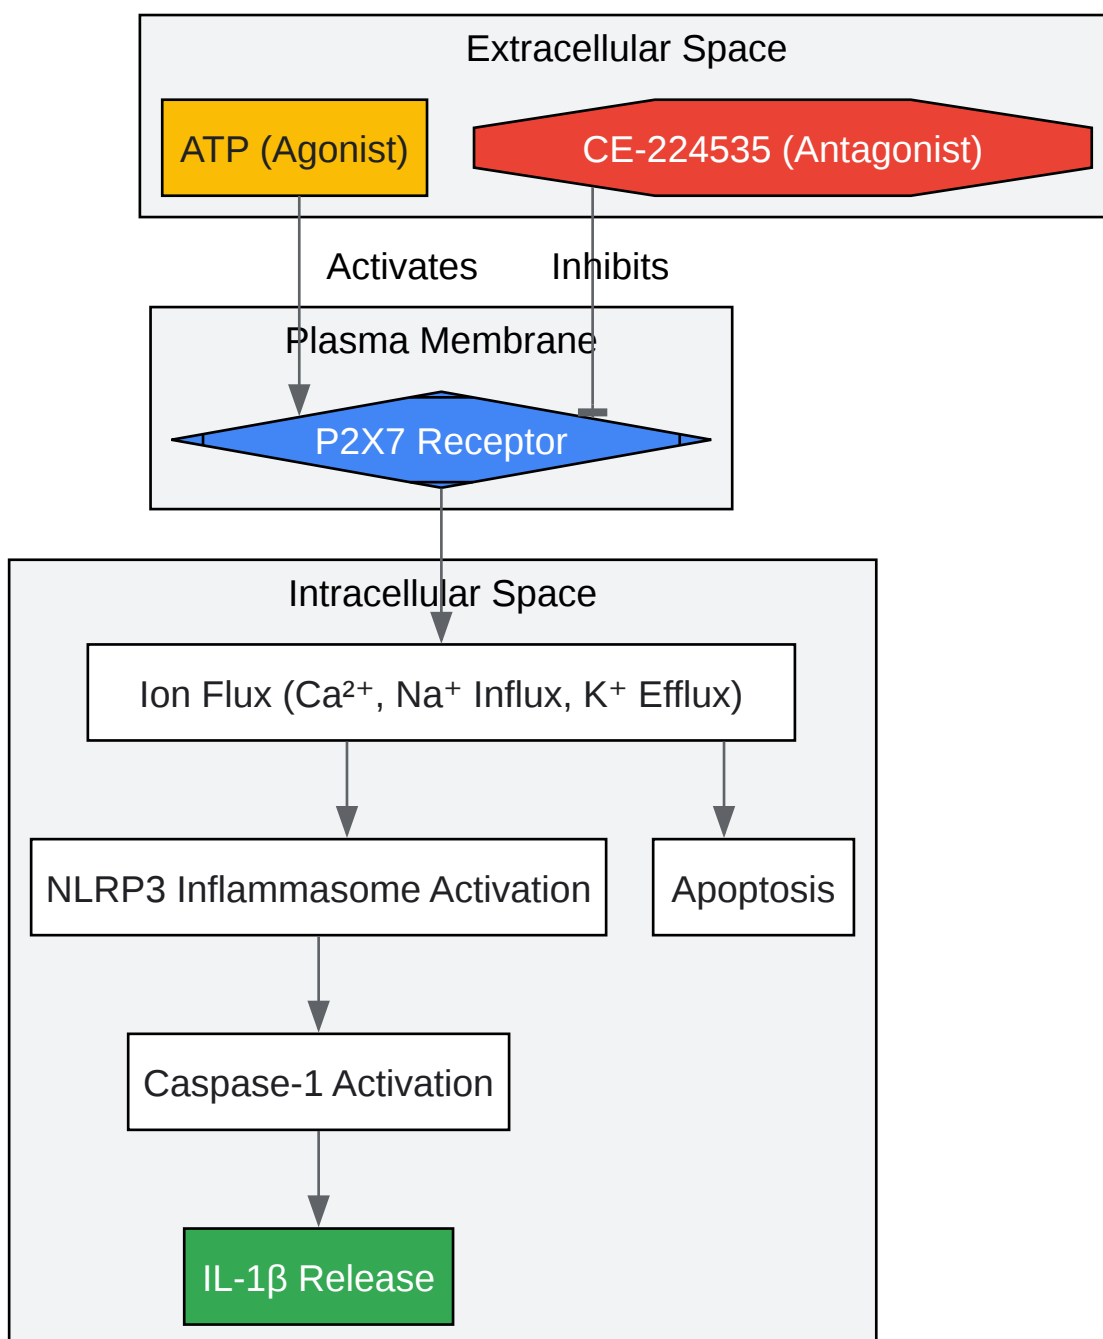 Extracellular Space
ATP (Agonist)
CE-224535 (Antagonist)
Activates
Inhibits
Plasma Membrane
P2X7 Receptor
Intracellular Space
Ion Flux (Ca²⁺, Na⁺ Influx, K⁺ Efflux)
NLRP3 Inflammasome Activation
Apoptosis
Caspase-1 Activation
IL-1β Release